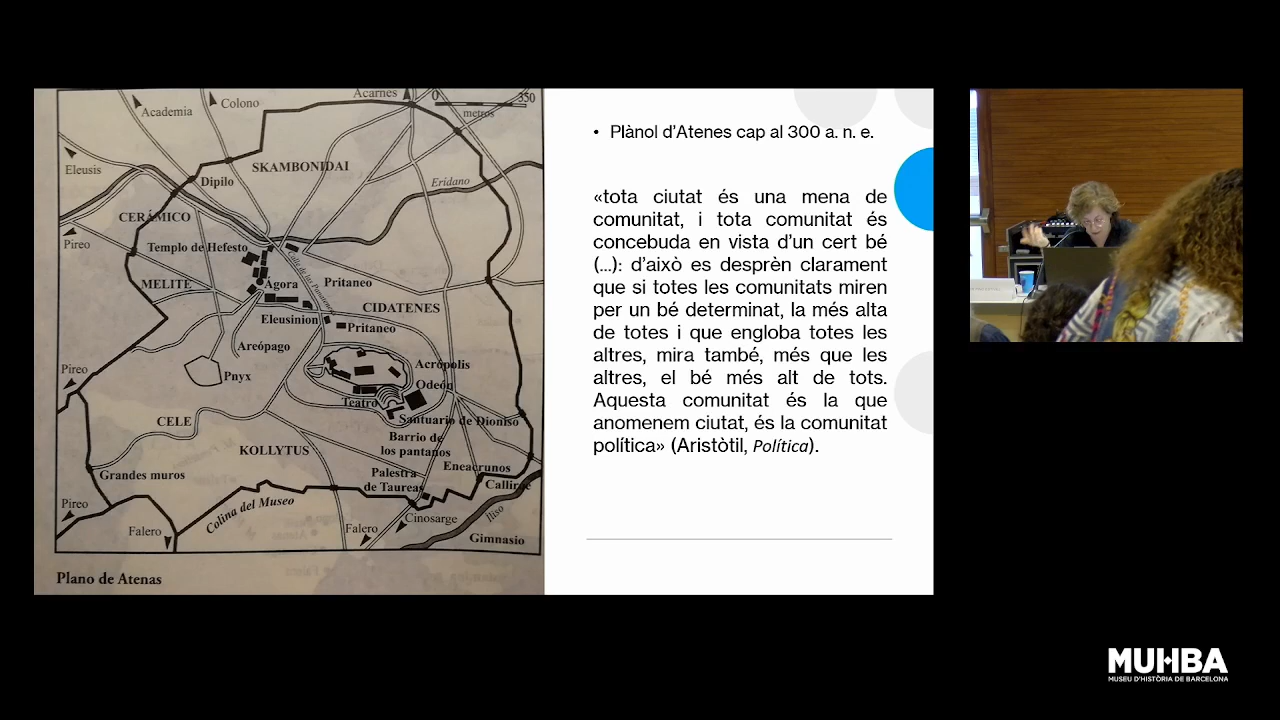 Acarnes
0
350
metros
Academia
Colono
Eleusis
SKAMBONIDAI
Dipilo
Erídano
CERÁMICO
Pireo
Templo de Hefesto
Calle de las Panateneas
MELITE
Ágora
Pritaneo
CIDATENES
Eleusinion
Pritaneo
Areópago
Acrópolis
Pireo
Pnyx
Odeón
Teatro
Santuario de Dioniso
CELE
Barrio de
los pantanos
KOLLYTUS
Grandes muros
Palestra
de Taureas
Eneacrunos
Calliroe
Pireo
Colina del Museo
Iliso
Falero
Falero
Cinosarge
Gimnasio
Plano de Atenas
• Plànol d’Atenes cap al 300 a. n. e.
«tota ciutat és una mena de
comunitat, i tota comunitat és
concebuda en vista d’un cert bé
(...): d’això es desprèn clarament
que si totes les comunitats miren
per un bé determinat, la més alta
de totes i que engloba totes les
altres, mira també, més que les
altres, el bé més alt de tots.
Aquesta comunitat és la que
anomenem ciutat, és la comunitat
política» (Aristòtil, Política).
MUHBA
MUSEU D'HISTÒRIA DE BARCELONA